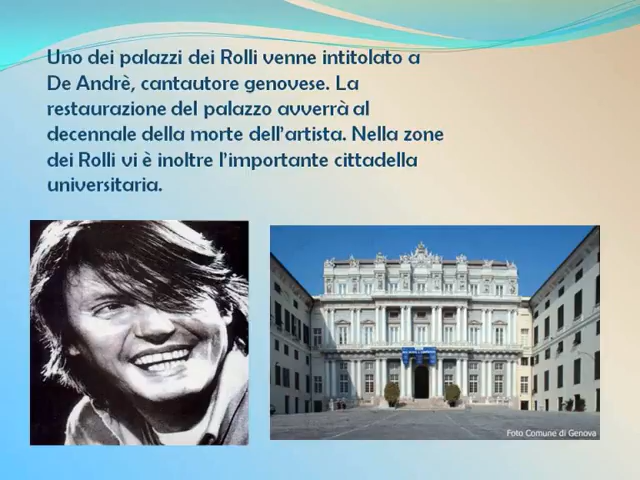 Uno dei palazzi dei Rolli venne intitolato a
De Andrè, cantautore genovese. La
restaurazione del palazzo avverrà al
decennale della morte dell'artista. Nella zone
dei Rolli vi è inoltre l'importante cittadella
universitaria.
Foto Comune di Genova